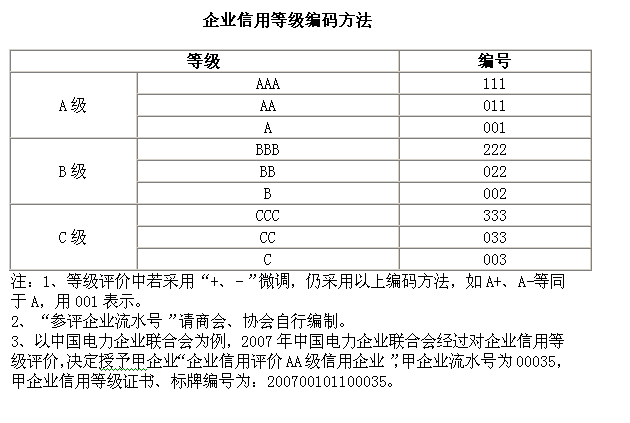 企业信用等级编码方法
等级 编号
A级 AAA 111
AA 011
A 001
B级 BBB 222
BB 022
B 002
C级 CCC 333
CC 033
C 003
注：1、等级评价中若采用“+、-”微调，仍采用以上编码方法，如A+、A-等同
于A，用001表示。
2、“参评企业流水号”请商会、协会自行编制。
3、以中国电力企业联合会为例，2007年中国电力企业联合会经过对企业信用等
级评价,决定授予甲企业“企业信用评价AA级信用企业”,甲企业流水号为00035，
甲企业信用等级证书、标牌编号为：200700101100035。